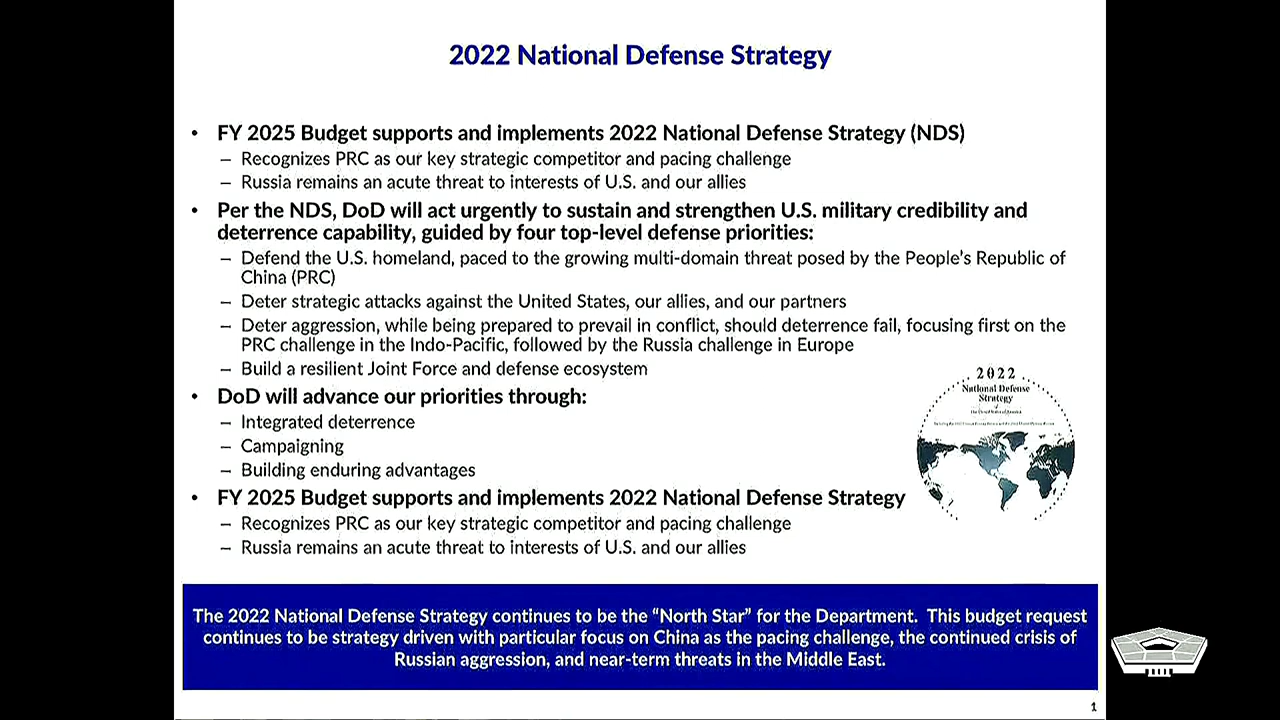 2022 National Defense Strategy
• FY 2025 Budget supports and implements 2022 National Defense Strategy (NDS)
– Recognizes PRC as our key strategic competitor and pacing challenge
– Russia remains an acute threat to interests of U.S. and our allies
• Per the NDS, DoD will act urgently to sustain and strengthen U.S. military credibility and
deterrence capability, guided by four top-level defense priorities:
– Defend the U.S. homeland, paced to the growing multi-domain threat posed by the People's Republic of
China (PRC)
– Deter strategic attacks against the United States, our allies, and our partners
– Deter aggression, while being prepared to prevail in conflict, should deterrence fail, focusing first on the
PRC challenge in the Indo-Pacific, followed by the Russia challenge in Europe
– Build a resilient Joint Force and defense ecosystem
• DoD will advance our priorities through:
– Integrated deterrence
– Campaigning
– Building enduring advantages
• FY 2025 Budget supports and implements 2022 National Defense Strategy
– Recognizes PRC as our key strategic competitor and pacing challenge
– Russia remains an acute threat to interests of U.S. and our allies
2022
National Defense
Strategy
The 2022 National Defense Strategy continues to be the “North Star” for the Department. This budget request
continues to be strategy driven with particular focus on China as the pacing challenge, the continued crisis of
Russian aggression, and near-term threats in the Middle East.
1